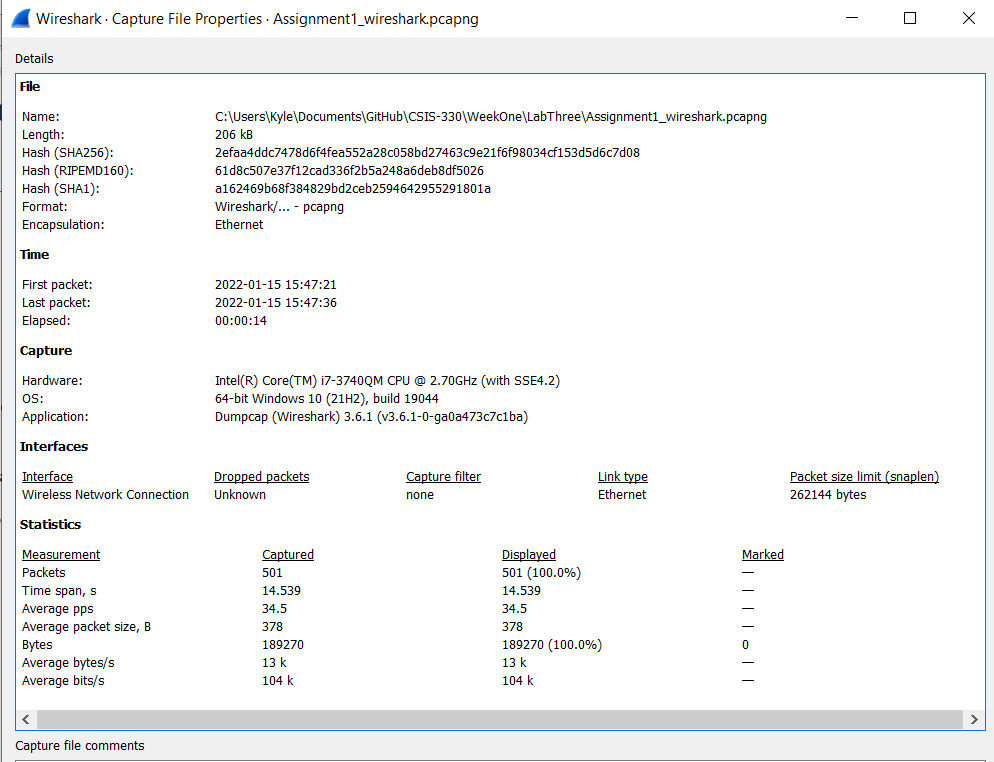 Wireshark · Capture File Properties · Assignment1_wireshark.pcapng
Details
File
Name: C:\Users\Kyle\Documents\GitHub\CSIS-330\WeekOne\LabThree\Assignment1_wireshark.pcapng
Length: 206 kB
Hash (SHA256): 2efaa4ddc7478d6f4fea552a28c058bd27463c9e21f6f98034cf153d5d6c7d08
Hash (RIPEMD160): 61d8c507e37f12cad336f2b5a248a6deb8df5026
Hash (SHA1): a162469b68f384829bd2ceb2594642955291801a
Format: Wireshark/... - pcapng
Encapsulation: Ethernet
Time
First packet: 2022-01-15 15:47:21
Last packet: 2022-01-15 15:47:36
Elapsed: 00:00:14
Capture
Hardware: Intel(R) Core(TM) i7-3740QM CPU @ 2.70GHz (with SSE4.2)
OS: 64-bit Windows 10 (21H2), build 19044
Application: Dumpcap (Wireshark) 3.6.1 (v3.6.1-0-ga0a473c7c1ba)
Interfaces
Interface Dropped packets Capture filter Link type Packet size limit (snaplen)
Wireless Network Connection Unknown none Ethernet 262144 bytes
Statistics
Measurement Captured Displayed Marked
Packets 501 501 (100.0%) —
Time span, s 14.539 14.539 —
Average pps 34.5 34.5 —
Average packet size, B 378 378 —
Bytes 189270 189270 (100.0%) 0
Average bytes/s 13 k 13 k —
Average bits/s 104 k 104 k —
Capture file comments